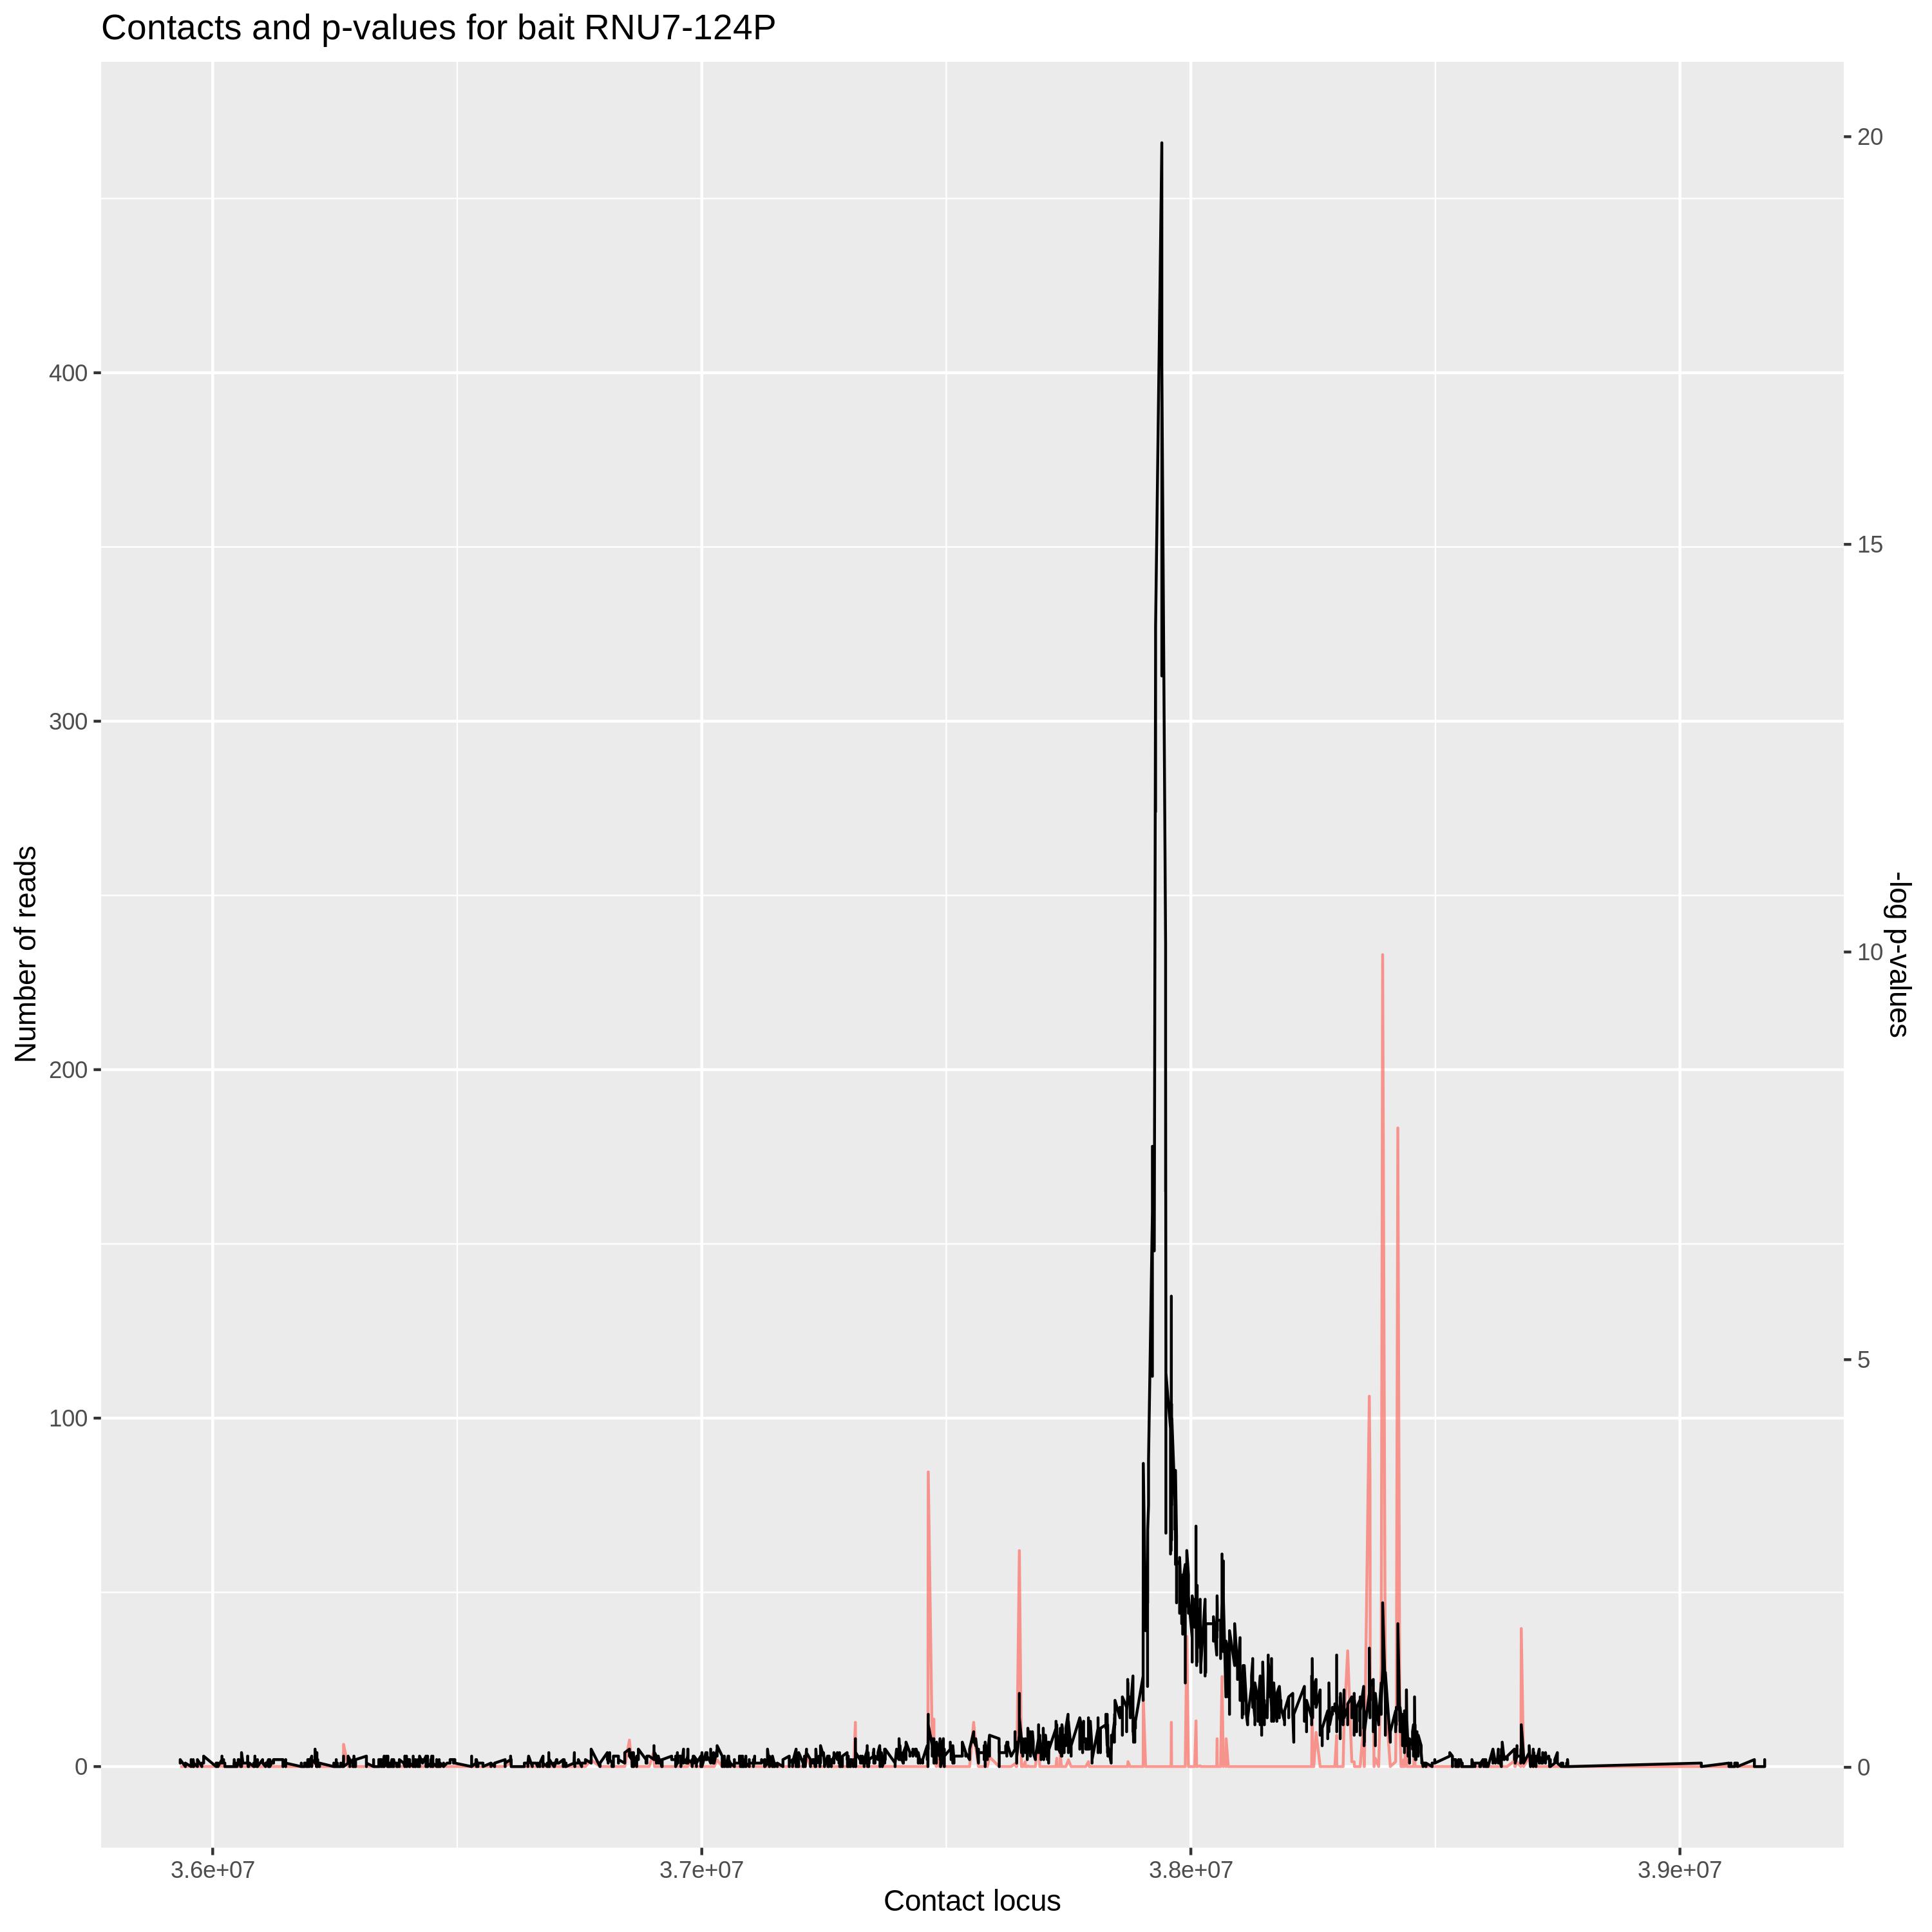 Contacts and p-values for bait RNU7-124P
Number of reads
400
300
200
100
0
20
15
10
5
0
-log p-values
3.6e+07
3.7e+07
3.8e+07
3.9e+07
Contact locus